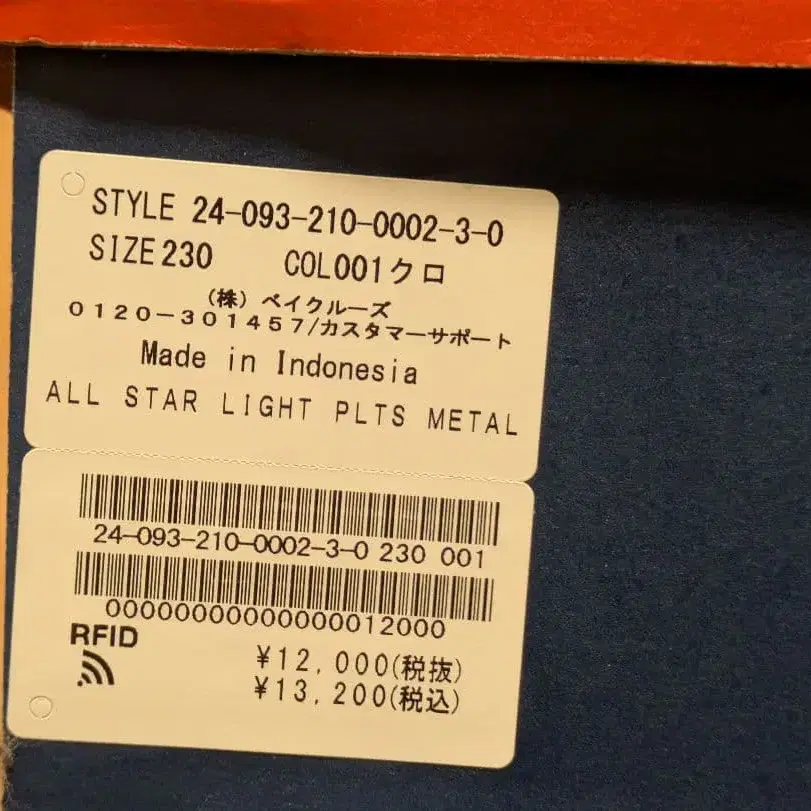 STYLE 24-093-210-0002-3-0
SIZE230 COL001クロ
(株) ベイクルーズ
0120-301457/カスタマーサポート
Made in Indonesia
ALL STAR LIGHT PLTS METAL
24-093-210-0002-3-0 230 001
00000000000000012000
RFID
¥12,000(税抜)
¥13,200(税込)